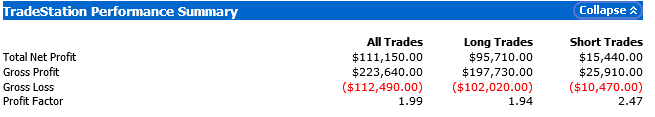 TradeStation Performance Summary Collapse
All Trades Long Trades Short Trades
Total Net Profit $111,150.00 $95,710.00 $15,440.00
Gross Profit $223,640.00 $197,730.00 $25,910.00
Gross Loss ($112,490.00) ($102,020.00) ($10,470.00)
Profit Factor 1.99 1.94 2.47